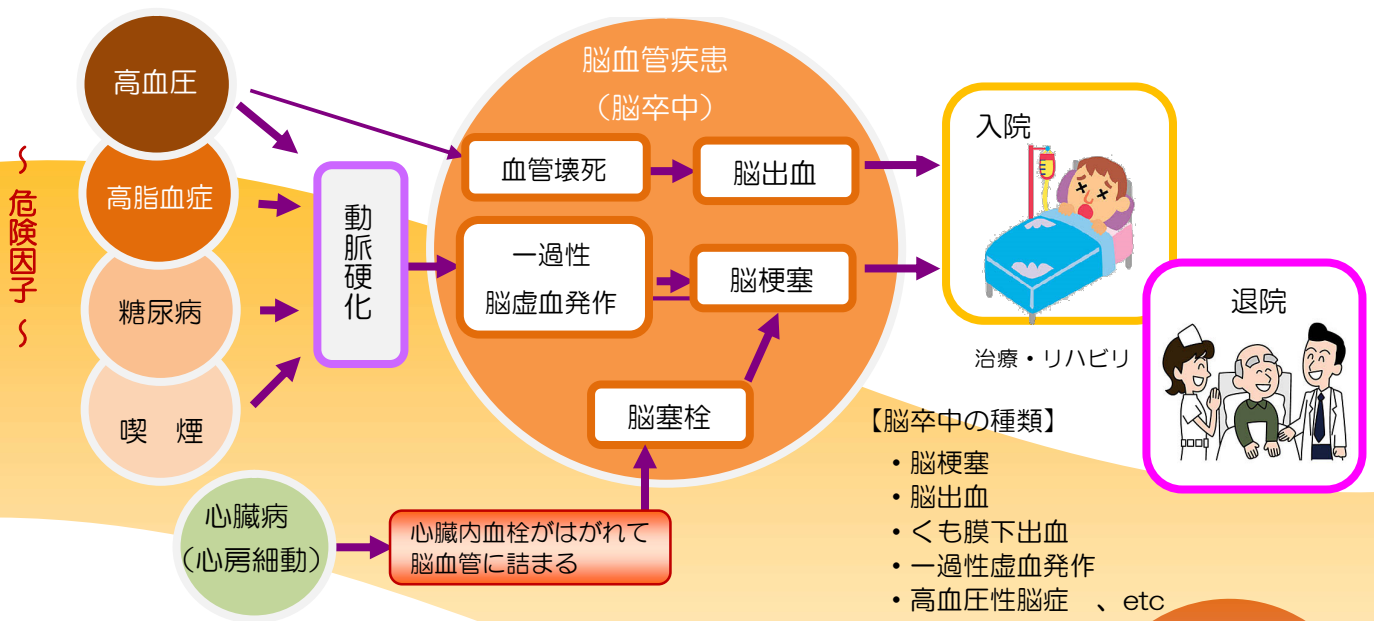 ～ 危険因子 ～
高血圧
高脂血症
糖尿病
喫　煙
心臓病
（心房細動）
動脈硬化
脳血管疾患
（脳卒中）
血管壊死
脳出血
一過性
脳虚血発作
脳梗塞
脳塞栓
心臓内血栓がはがれて
脳血管に詰まる
入院
治療・リハビリ
退院
【脳卒中の種類】
・脳梗塞
・脳出血
・くも膜下出血
・一過性虚血発作
・高血圧性脳症　、etc